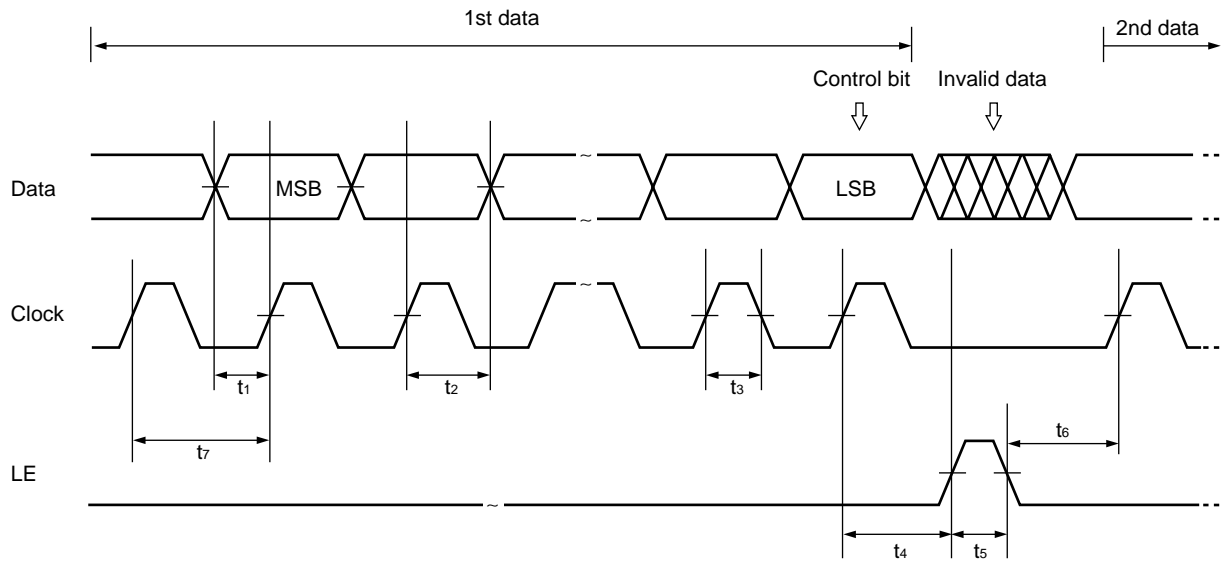 1st data
2nd data
Control bit
Invalid data
Data
MSB
LSB
Clock
t1
t2
t3
t7
t6
LE
t4
t5